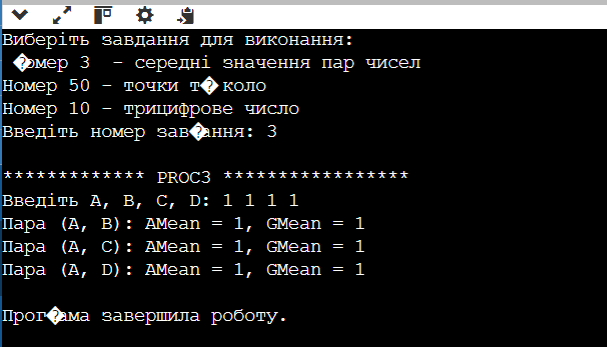 Виберіть завдання для виконання:
�омер 3  – середні значення пар чисел
Номер 50 – точки т� коло
Номер 10 – трицифрове число
Введіть номер зав�ання: 3
************* PROC3 *****************
Введіть A, B, C, D: 1 1 1 1
Пара (A, B): AMean = 1, GMean = 1
Пара (A, C): AMean = 1, GMean = 1
Пара (A, D): AMean = 1, GMean = 1
Прог�ама завершила роботу.